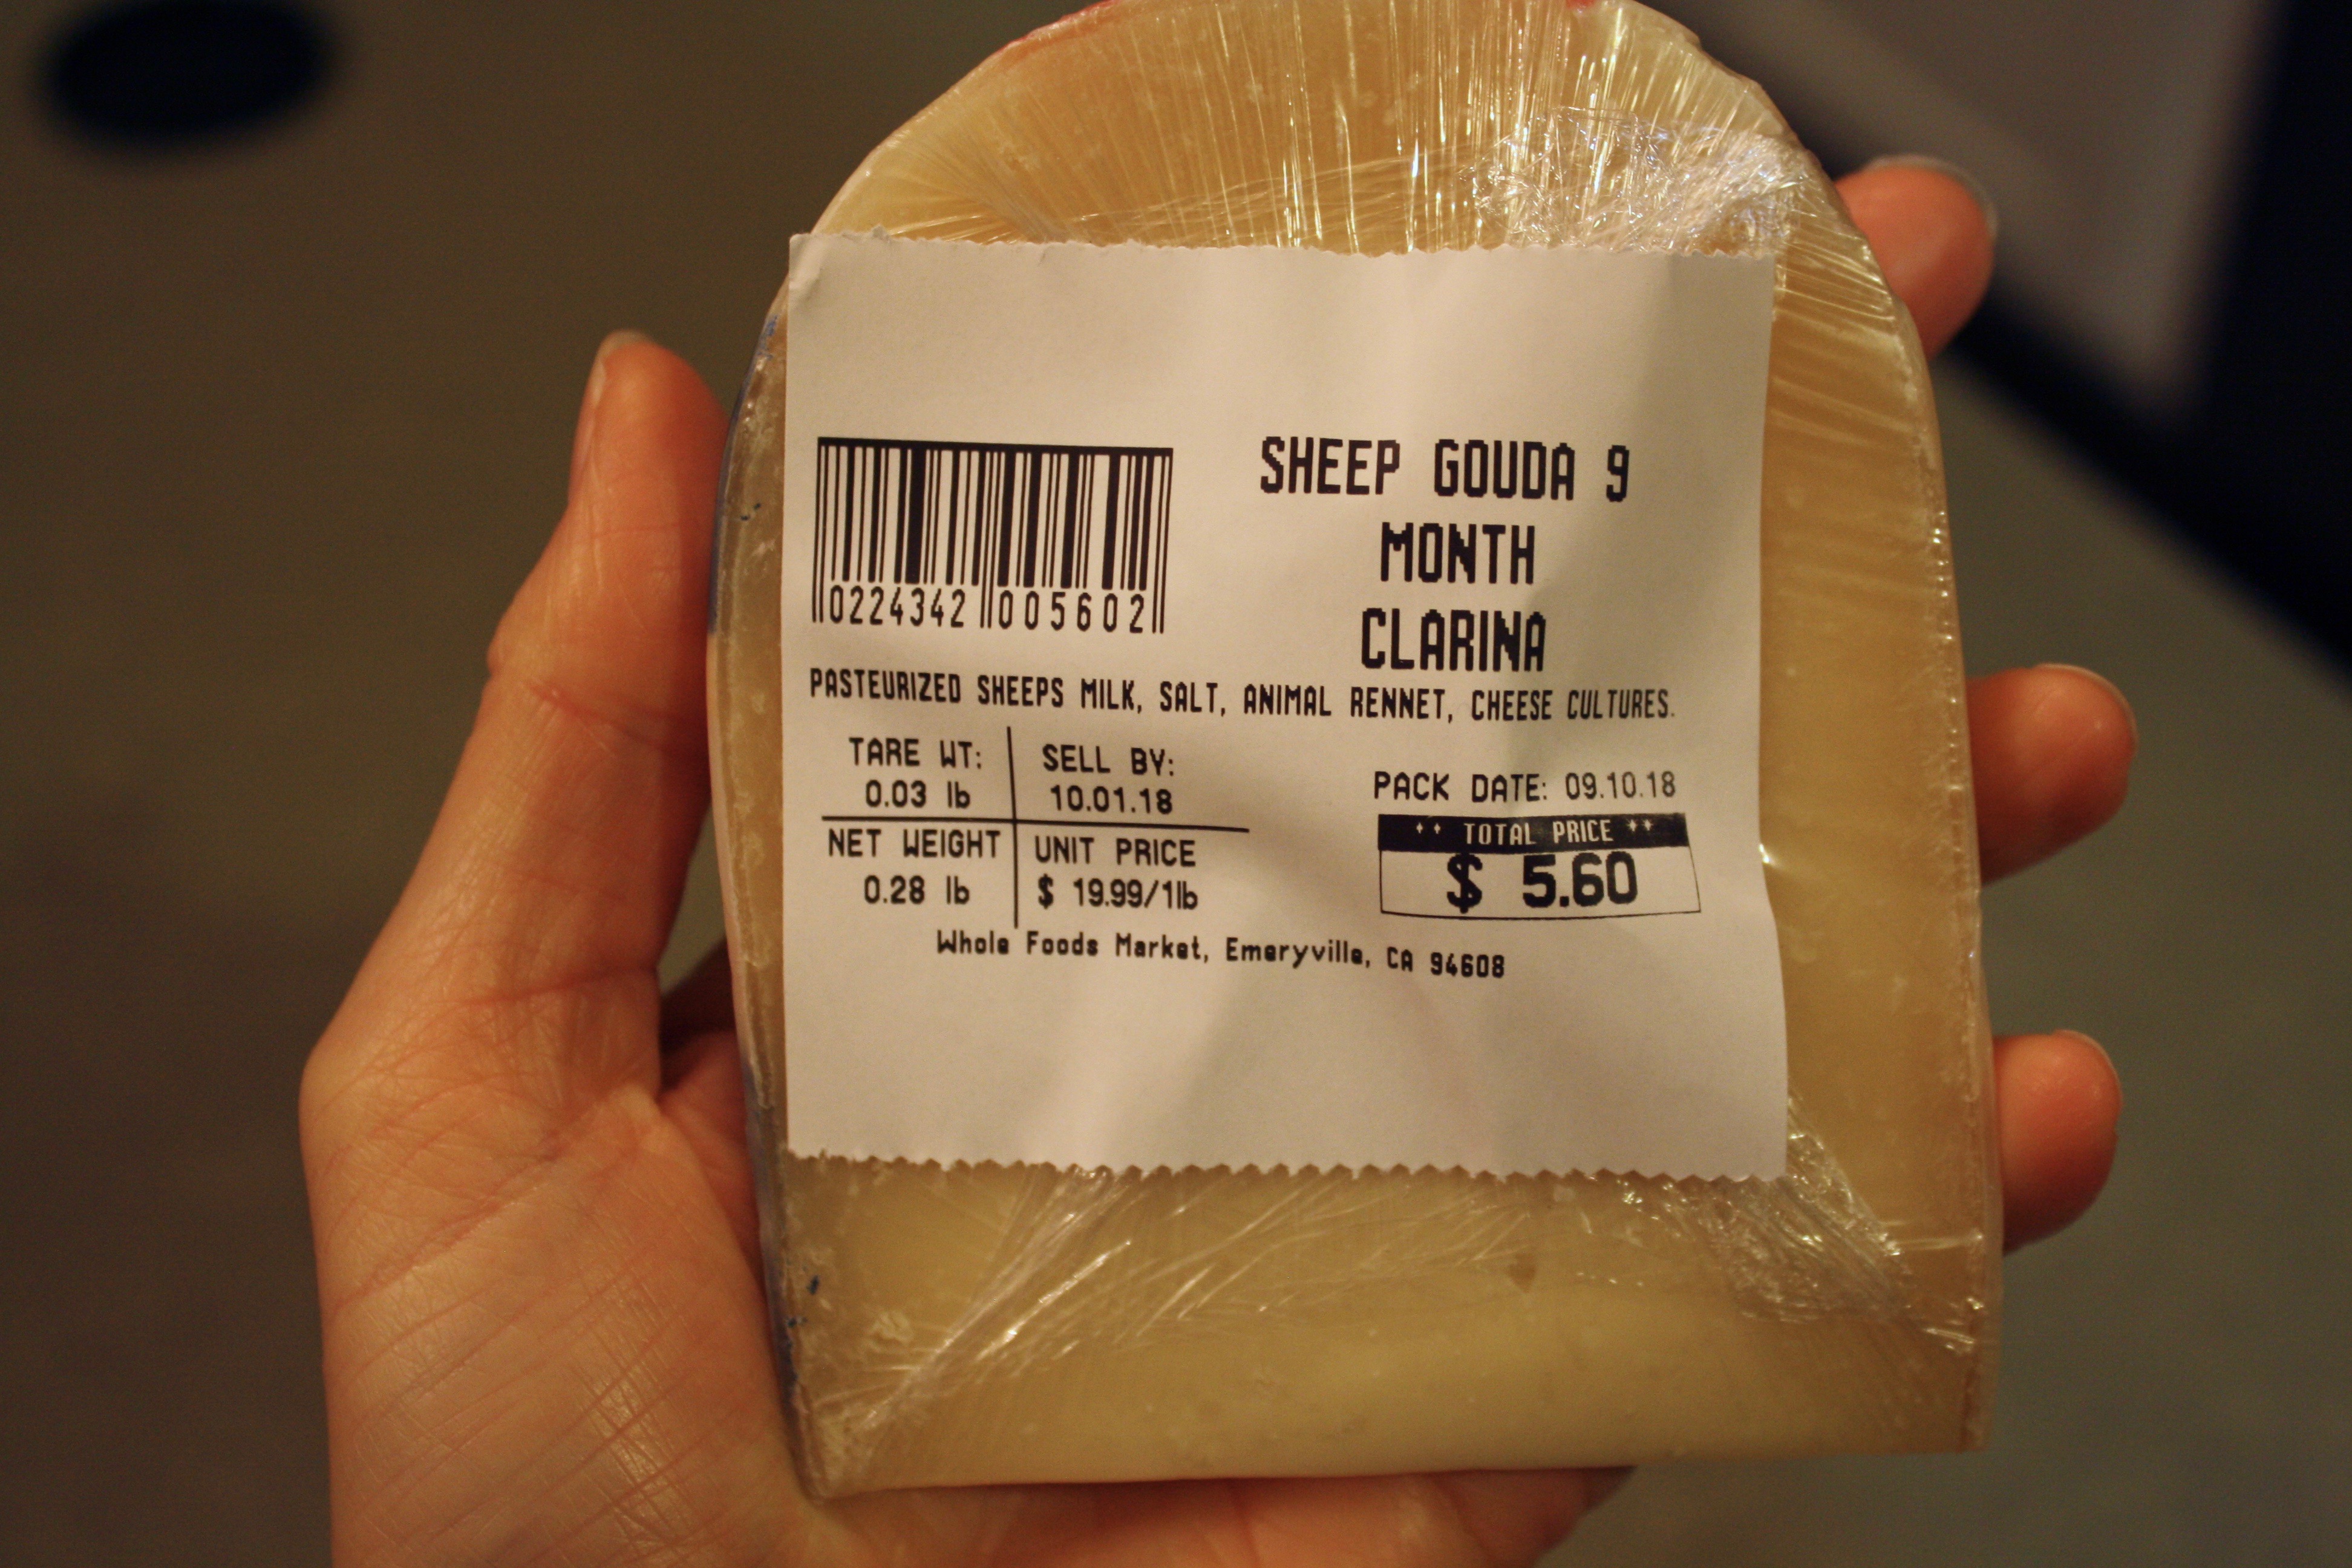 SHEEP GOUDA 9
MONTH
CLARINA
0224342 005602
PASTEURIZED SHEEPS MILK, SALT, ANIMAL RENNET, CHEESE CULTURES.
TARE WT:
0.03 lb
SELL BY:
10.01.18
PACK DATE: 09.10.18
NET WEIGHT
0.28 lb
UNIT PRICE
$ 19.99/1lb
** TOTAL PRICE **
$ 5.60
Whole Foods Market, Emeryville, CA 94608